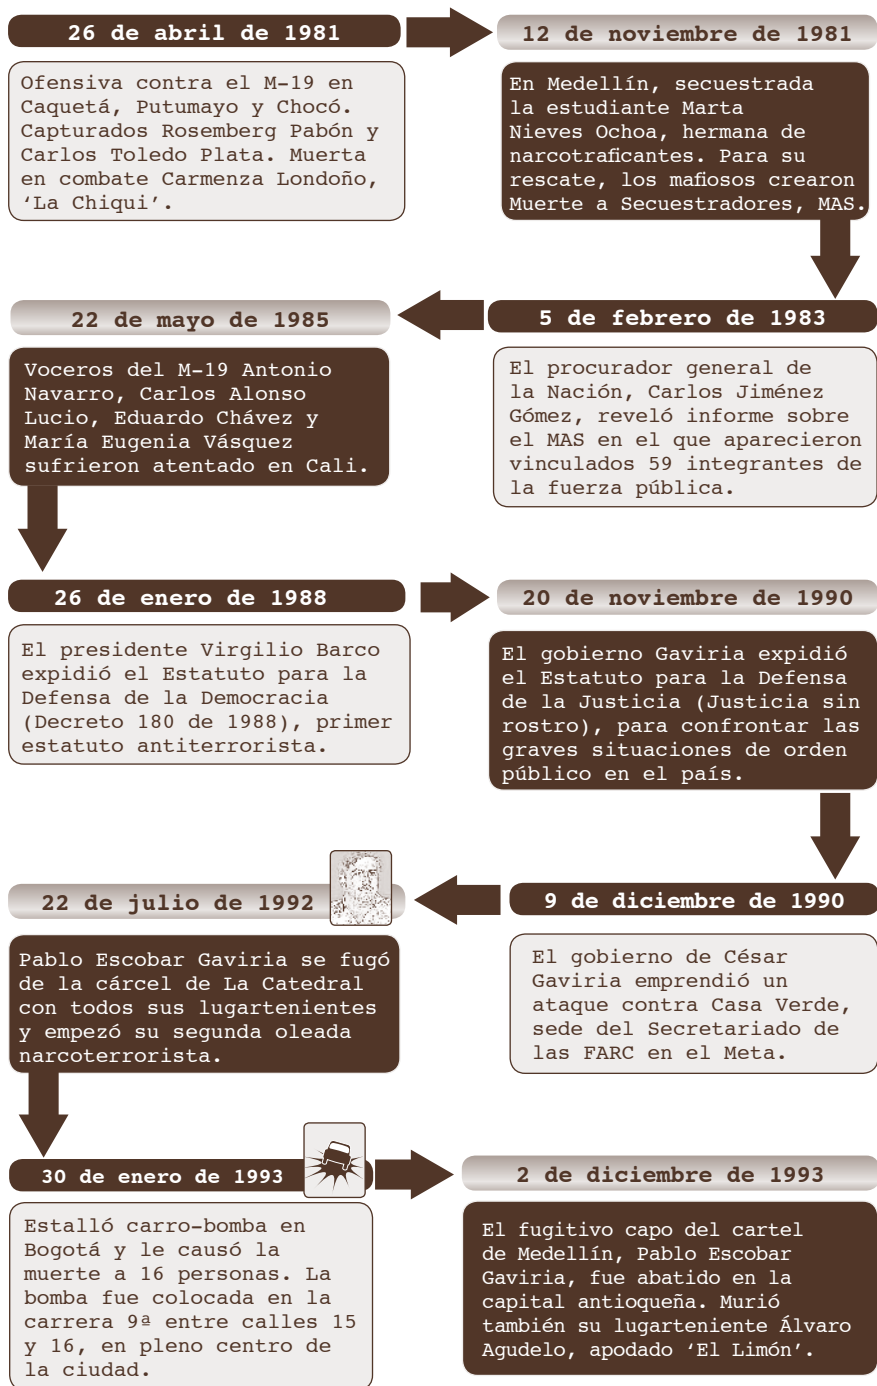 26 de abril de 1981
Ofensiva contra el M-19 en
Caquetá, Putumayo y Chocó.
Capturados Rosemberg Pabón y
Carlos Toledo Plata. Muerta
en combate Carmenza Londoño,
‘La Chiqui’.
12 de noviembre de 1981
En Medellín, secuestrada
la estudiante Marta
Nieves Ochoa, hermana de
narcotraficantes. Para su
rescate, los mafiosos crearon
Muerte a Secuestradores, MAS.
5 de febrero de 1983
El procurador general de
la Nación, Carlos Jiménez
Gómez, reveló informe sobre
el MAS en el que aparecieron
vinculados 59 integrantes de
la fuerza pública.
22 de mayo de 1985
Voceros del M-19 Antonio
Navarro, Carlos Alonso
Lucio, Eduardo Chávez y
María Eugenia Vásquez
sufrieron atentado en Cali.
26 de enero de 1988
El presidente Virgilio Barco
expidió el Estatuto para la
Defensa de la Democracia
(Decreto 180 de 1988), primer
estatuto antiterrorista.
20 de noviembre de 1990
El gobierno Gaviria expidió
el Estatuto para la Defensa
de la Justicia (Justicia sin
rostro), para confrontar las
graves situaciones de orden
público en el país.
9 de diciembre de 1990
El gobierno de César
Gaviria emprendió un
ataque contra Casa Verde,
sede del Secretariado de
las FARC en el Meta.
22 de julio de 1992
Pablo Escobar Gaviria se fugó
de la cárcel de La Catedral
con todos sus lugartenientes
y empezó su segunda oleada
narcoterrorista.
30 de enero de 1993
Estalló carro-bomba en
Bogotá y le causó la
muerte a 16 personas. La
bomba fue colocada en la
carrera 9ª entre calles 15
y 16, en pleno centro de
la ciudad.
2 de diciembre de 1993
El fugitivo capo del cartel
de Medellín, Pablo Escobar
Gaviria, fue abatido en la
capital antioqueña. Murió
también su lugarteniente Álvaro
Agudelo, apodado ‘El Limón’.